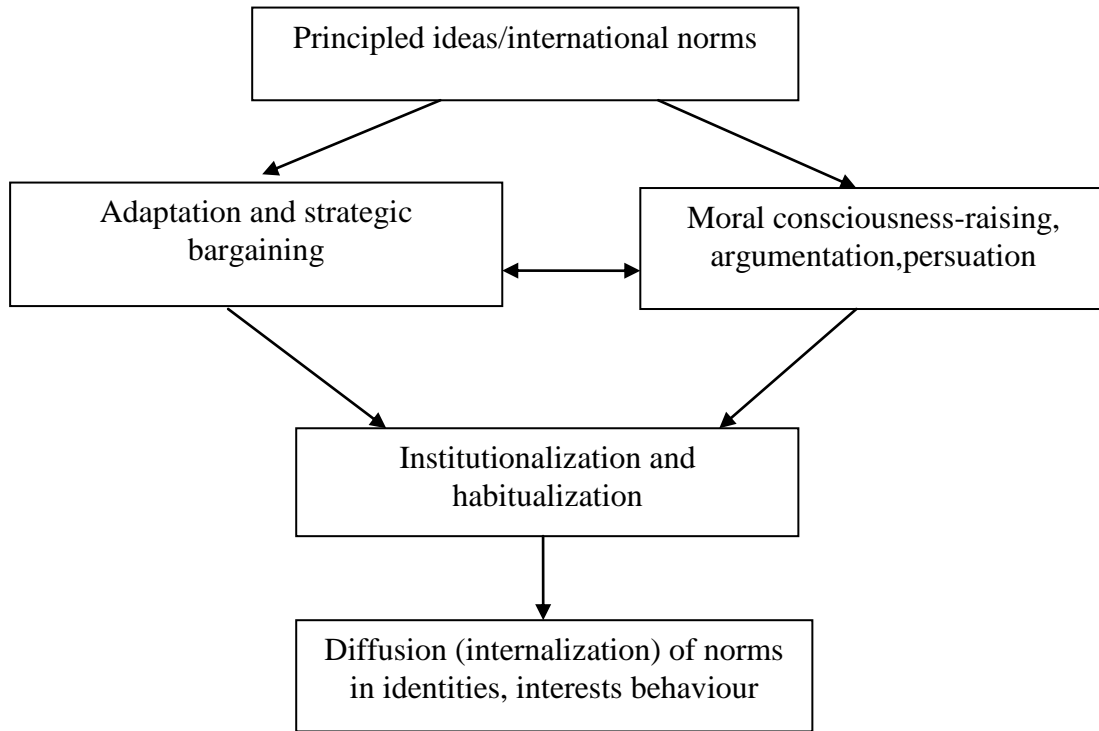 Principled ideas/international norms
Adaptation and strategic
bargaining
Moral consciousness-raising,
argumentation,persuation
Institutionalization and
habitualization
Diffusion (internalization) of norms
in identities, interests behaviour